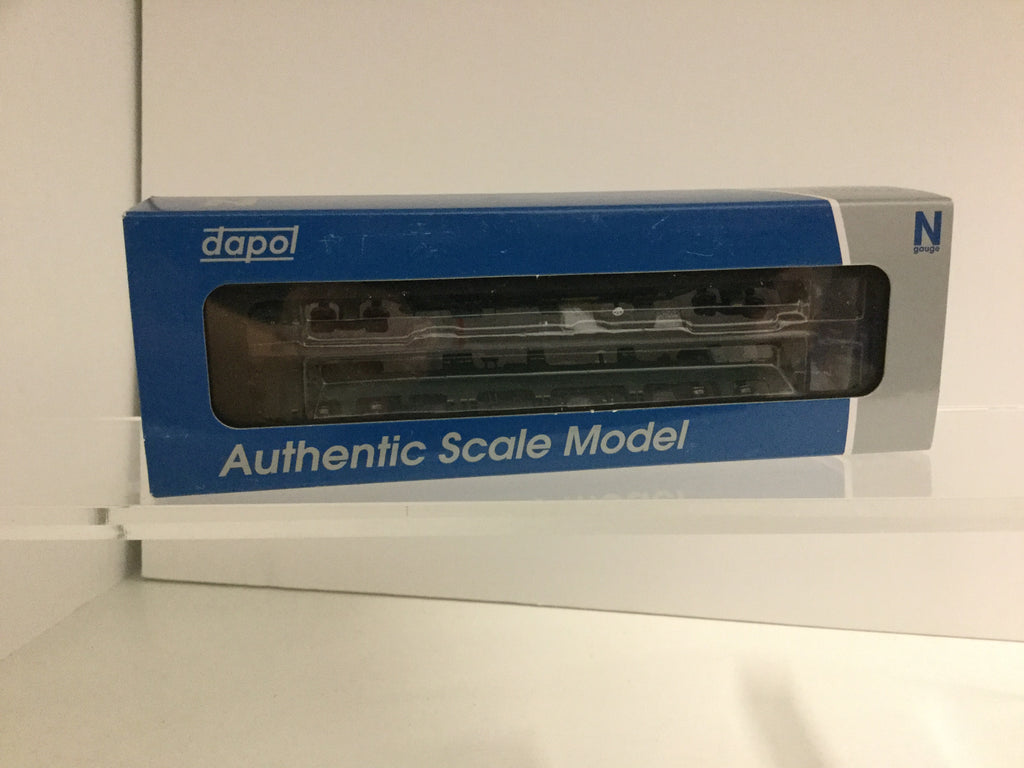 dapol
N
gauge
Authentic Scale Model